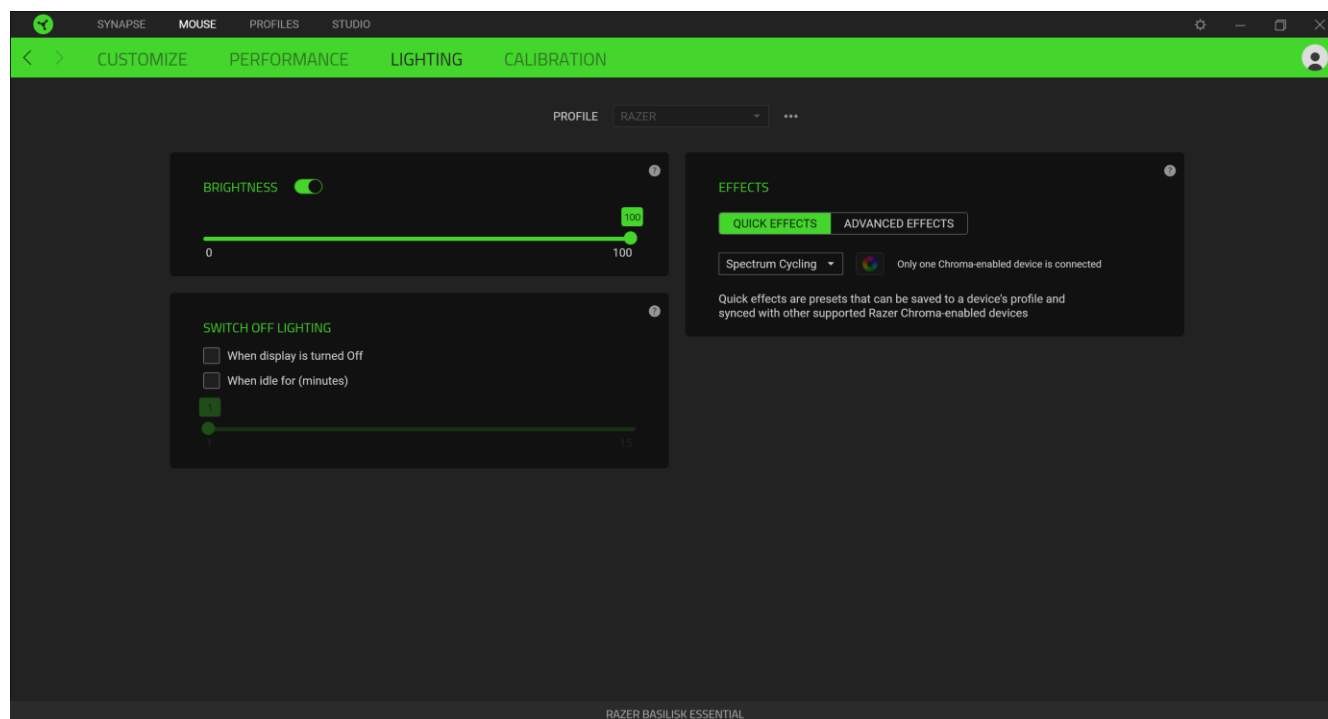 SYNAPSE MOUSE PROFILES STUDIO
CUSTOMIZE PERFORMANCE LIGHTING CALIBRATION
PROFILE RAZER
BRIGHTNESS
100
0 100
SWITCH OFF LIGHTING
When display is turned Off
When idle for (minutes)
1
1 15
EFFECTS
QUICK EFFECTS ADVANCED EFFECTS
Spectrum Cycling Only one Chroma-enabled device is connected
Quick effects are presets that can be saved to a device's profile and
synced with other supported Razer Chroma-enabled devices
RAZER BASILISK ESSENTIAL